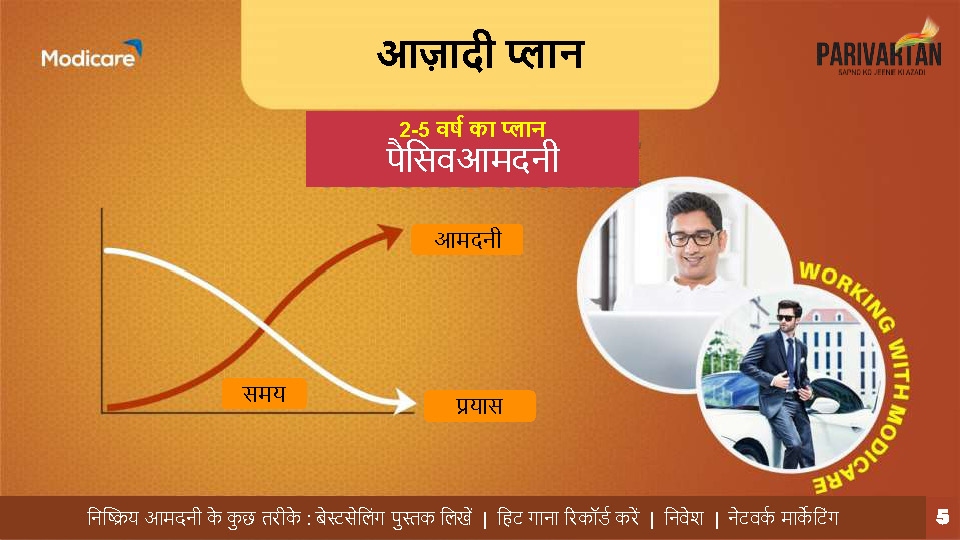 Modicare
आज़ादी प्लान
PARIVARTAN
SAPNO KO JEENE KI AZADI
2-5 वर्ष का प्लान
पैसिवआमदनी
आमदनी
समय
प्रयास
WORKING WITH MODICARE
निष्क्रिय आमदनी के कुछ तरीके : बेस्टसेलिंग पुस्तक लिखें | हिट गाना रिकॉर्ड करें | निवेश | नेटवर्क मार्केटिंग
5